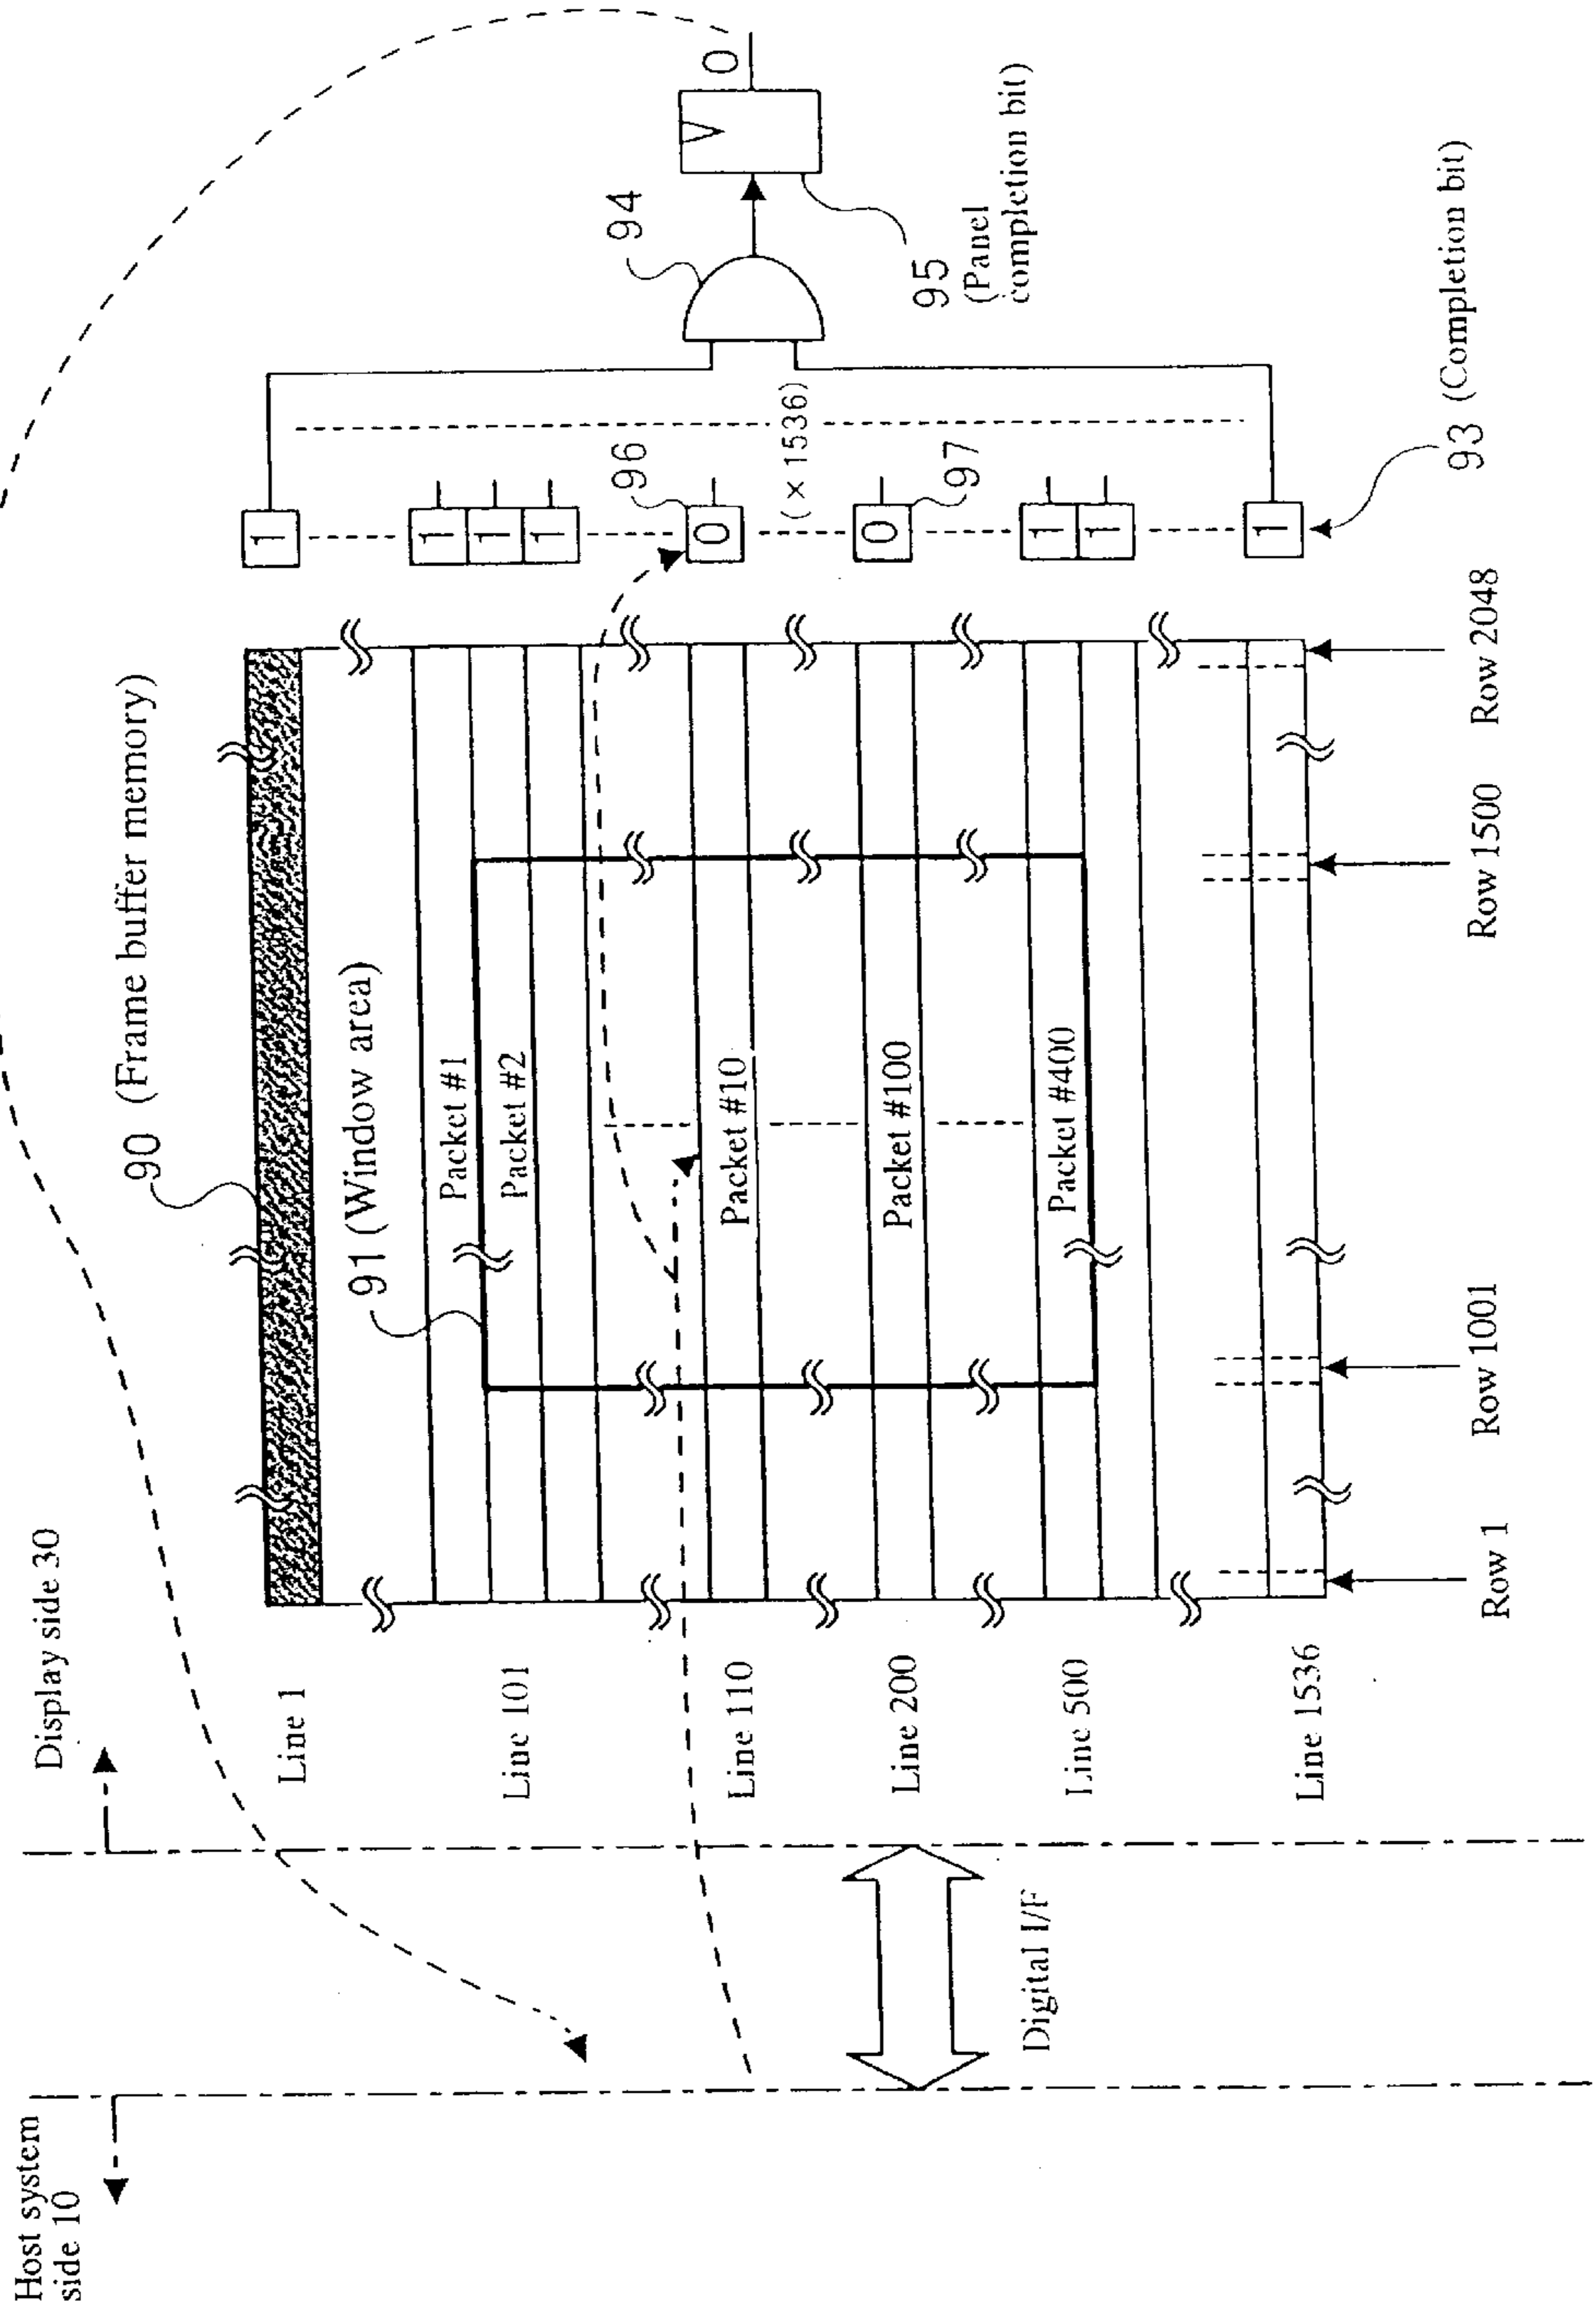 Host system
side 10
Display side 30
90 (Frame buffer memory)
91 (Window area)
Line 1
Line 101
Line 110
Line 200
Line 500
Line 1536
Packet #1
Packet #2
Packet #10
Packet #100
Packet #400
1
1
1
1
0
0
1
1
1
96
(×1536)
97
93 (Completion bit)
94
95
(Panel
completion bit)
0
Digital I/F
Row 1
Row 1001
Row 1500
Row 2048